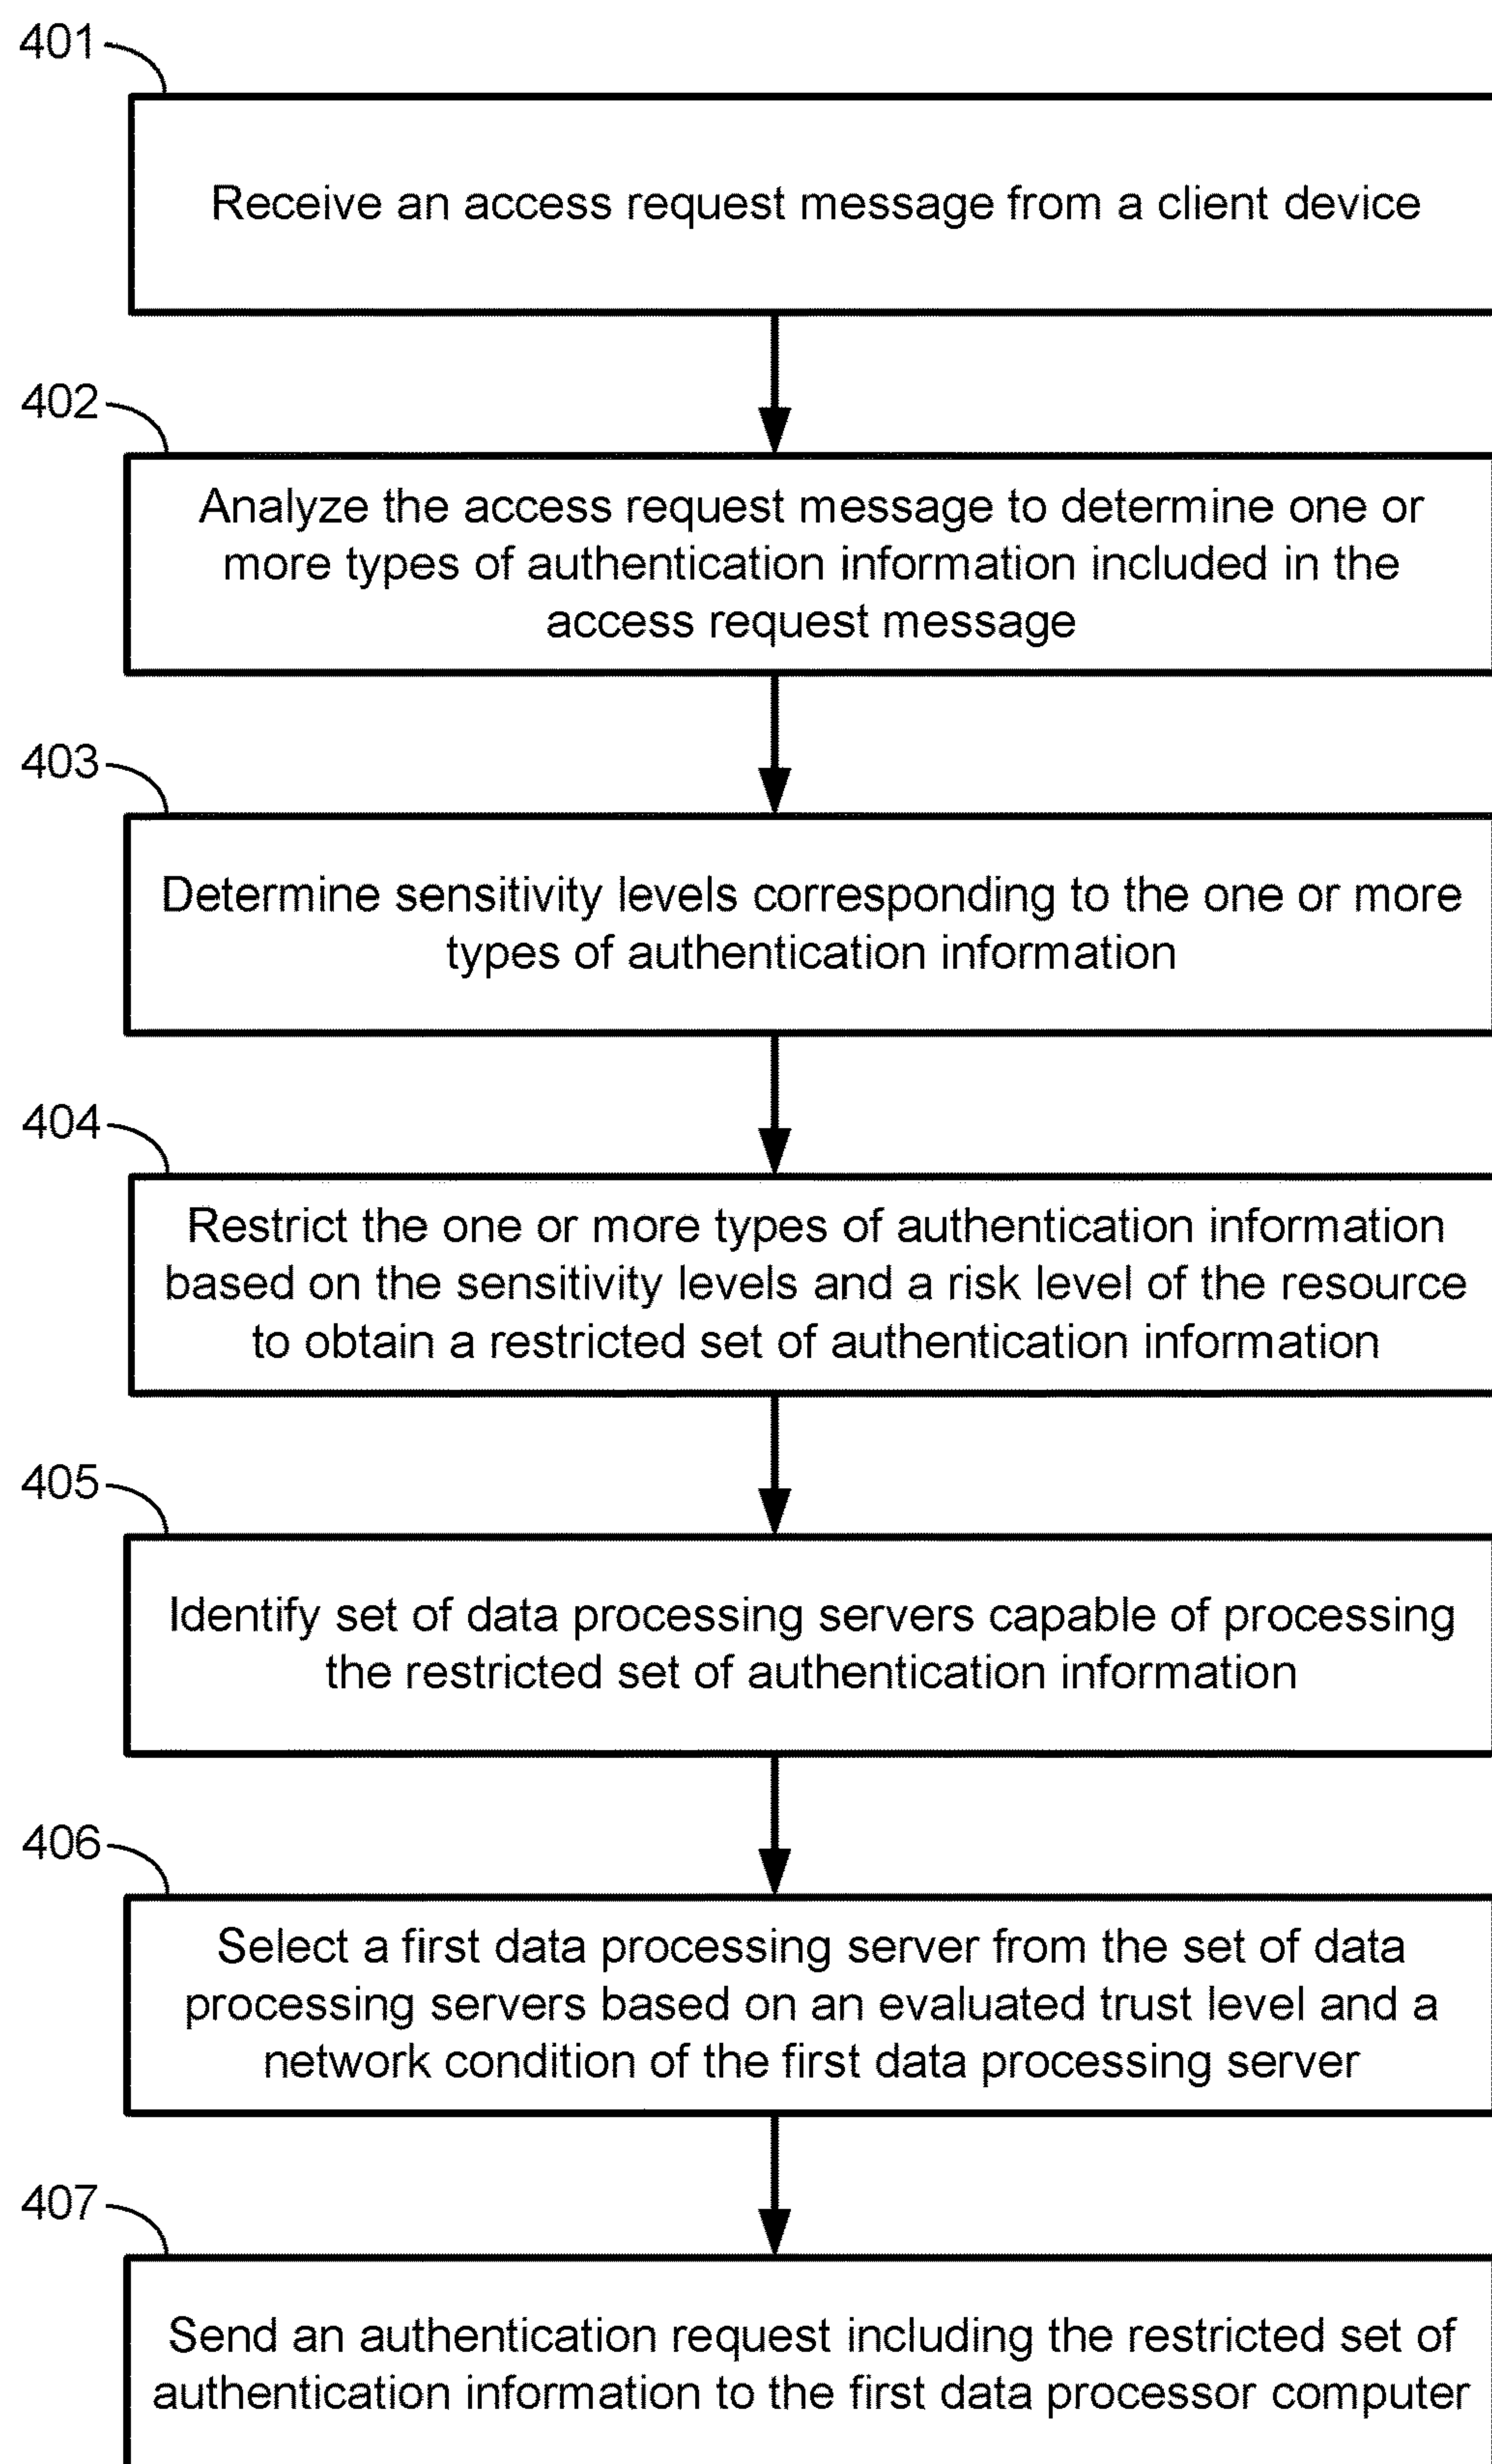 401
Receive an access request message from a client device
402
Analyze the access request message to determine one or
more types of authentication information included in the
access request message
403
Determine sensitivity levels corresponding to the one or more
types of authentication information
404
Restrict the one or more types of authentication information
based on the sensitivity levels and a risk level of the resource
to obtain a restricted set of authentication information
405
Identify set of data processing servers capable of processing
the restricted set of authentication information
406
Select a first data processing server from the set of data
processing servers based on an evaluated trust level and a
network condition of the first data processing server
407
Send an authentication request including the restricted set of
authentication information to the first data processor computer